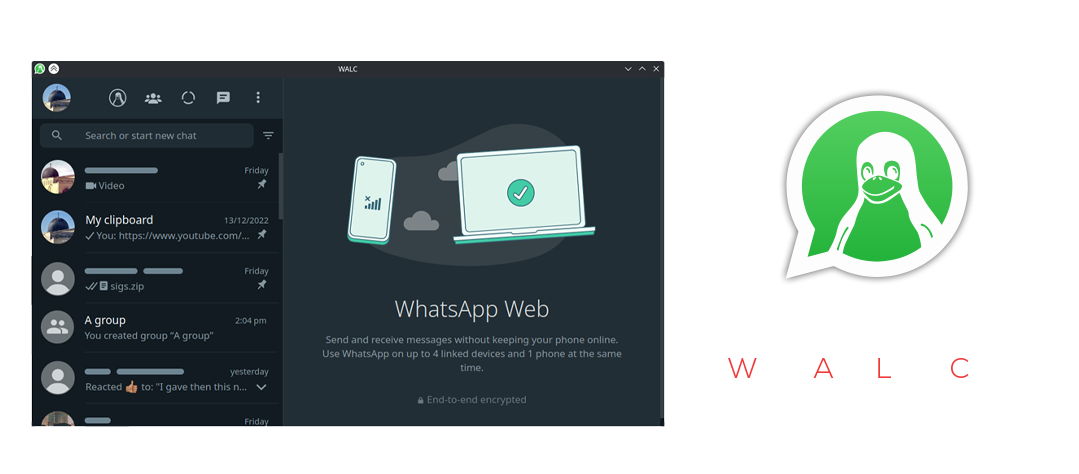 WALC
Search or start new chat
Friday
Video
My clipboard
13/12/2022
You: https://www.youtube.com/...
Friday
sigs.zip
A group
2:04 pm
You created group “A group”
yesterday
Reacted 👍🏽 to: "I gave then this n...
Friday
WhatsApp Web
Send and receive messages without keeping your phone online.
Use WhatsApp on up to 4 linked devices and 1 phone at the same
time.
End-to-end encrypted
W A L C